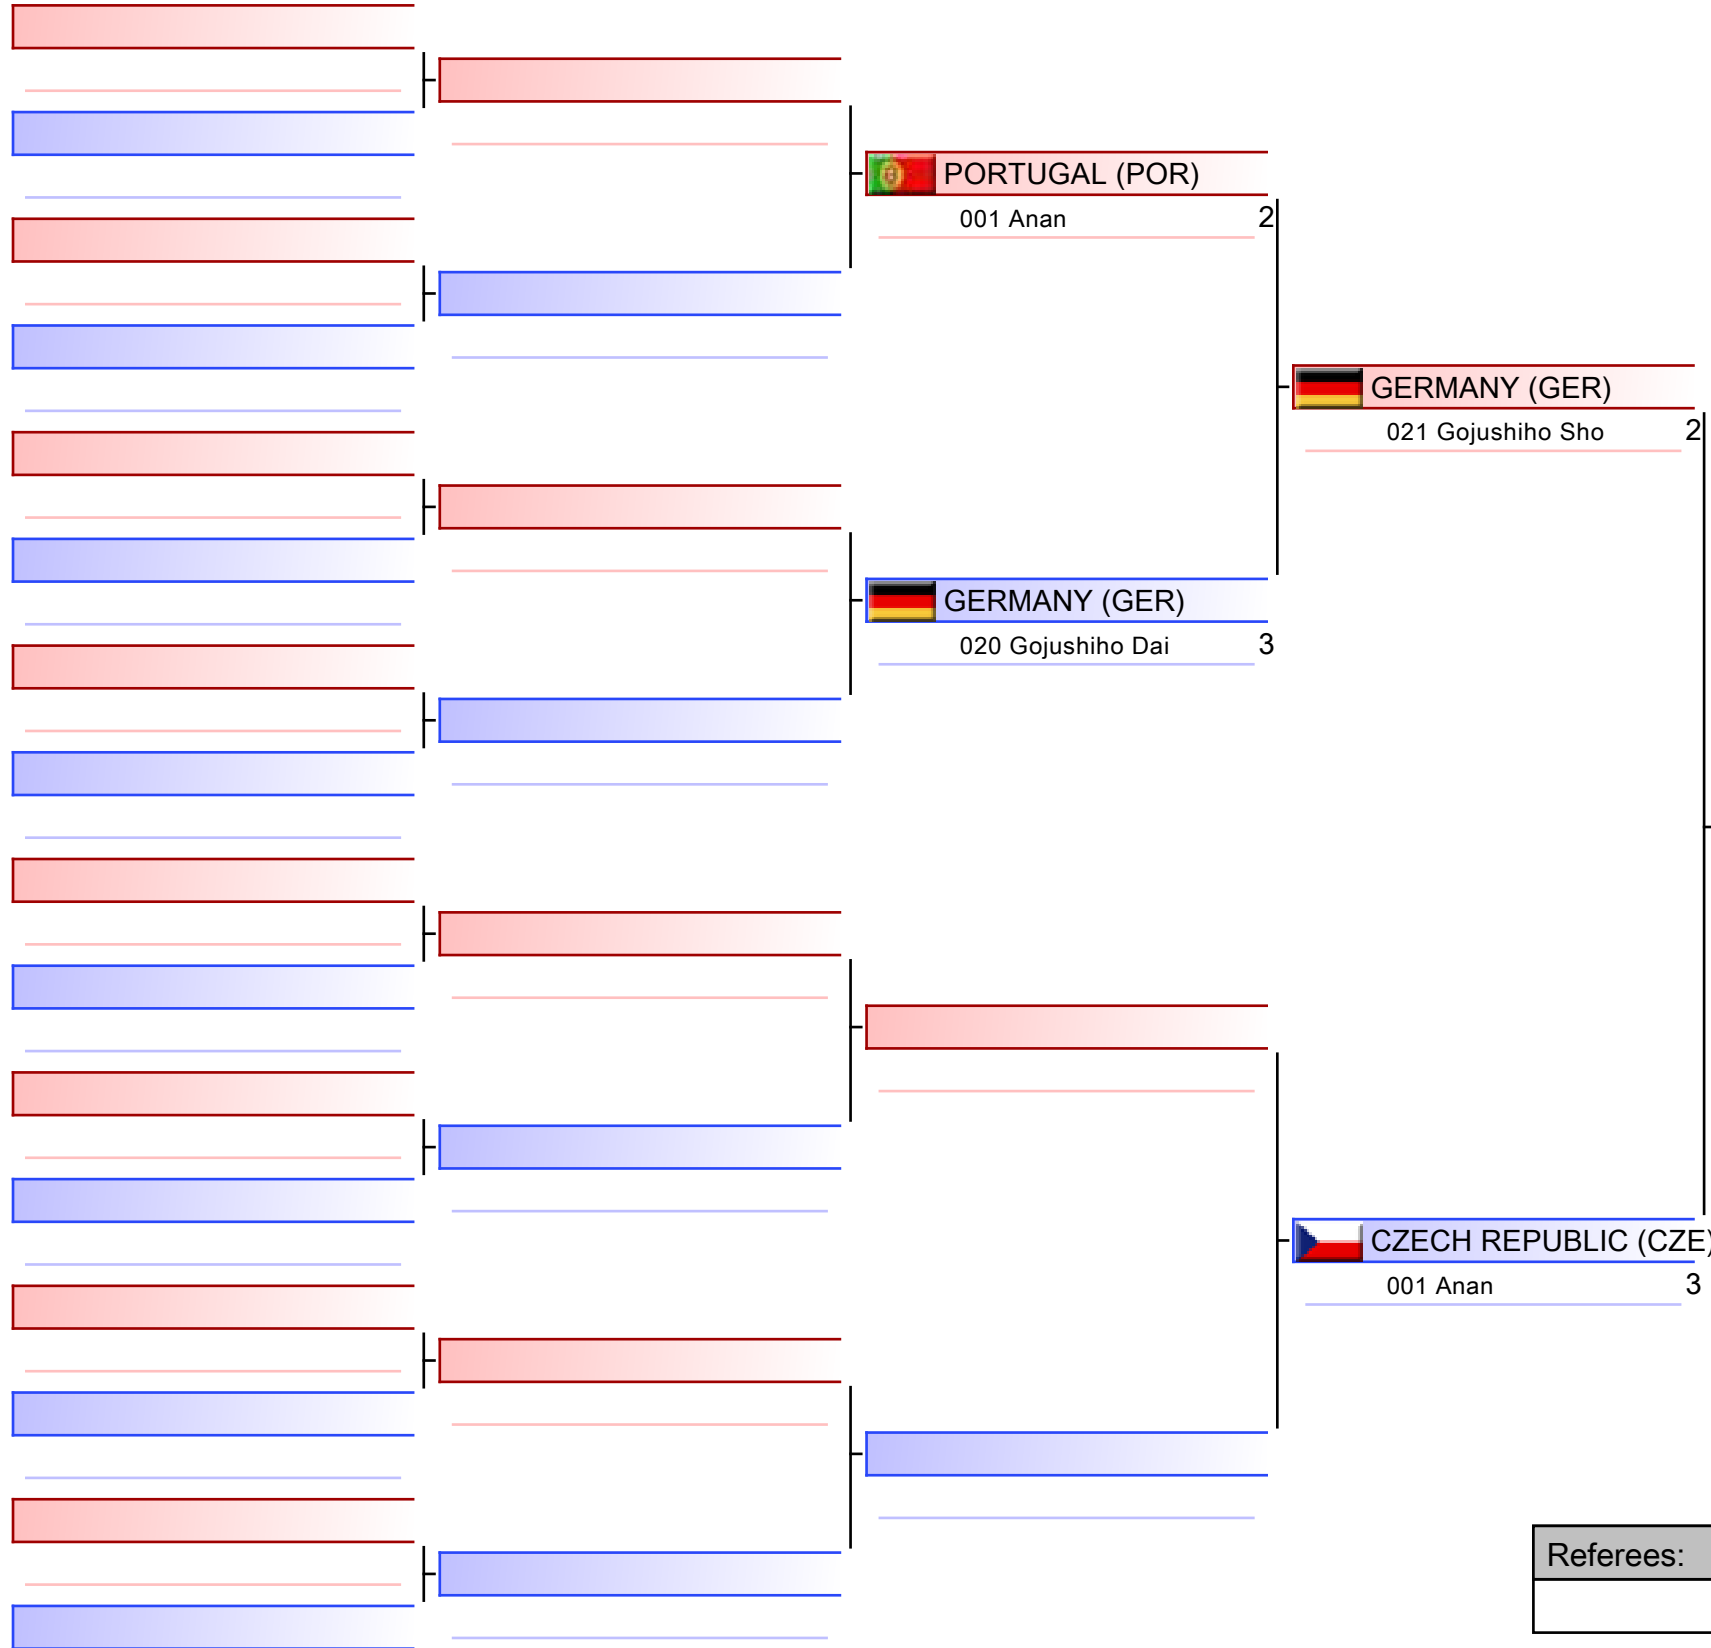 PORTUGAL (POR)
001 Anan 2
GERMANY (GER)
021 Gojushiho Sho 2
GERMANY (GER)
020 Gojushiho Dai 3
CZECH REPUBLIC (CZE)
001 Anan 3
Referees: